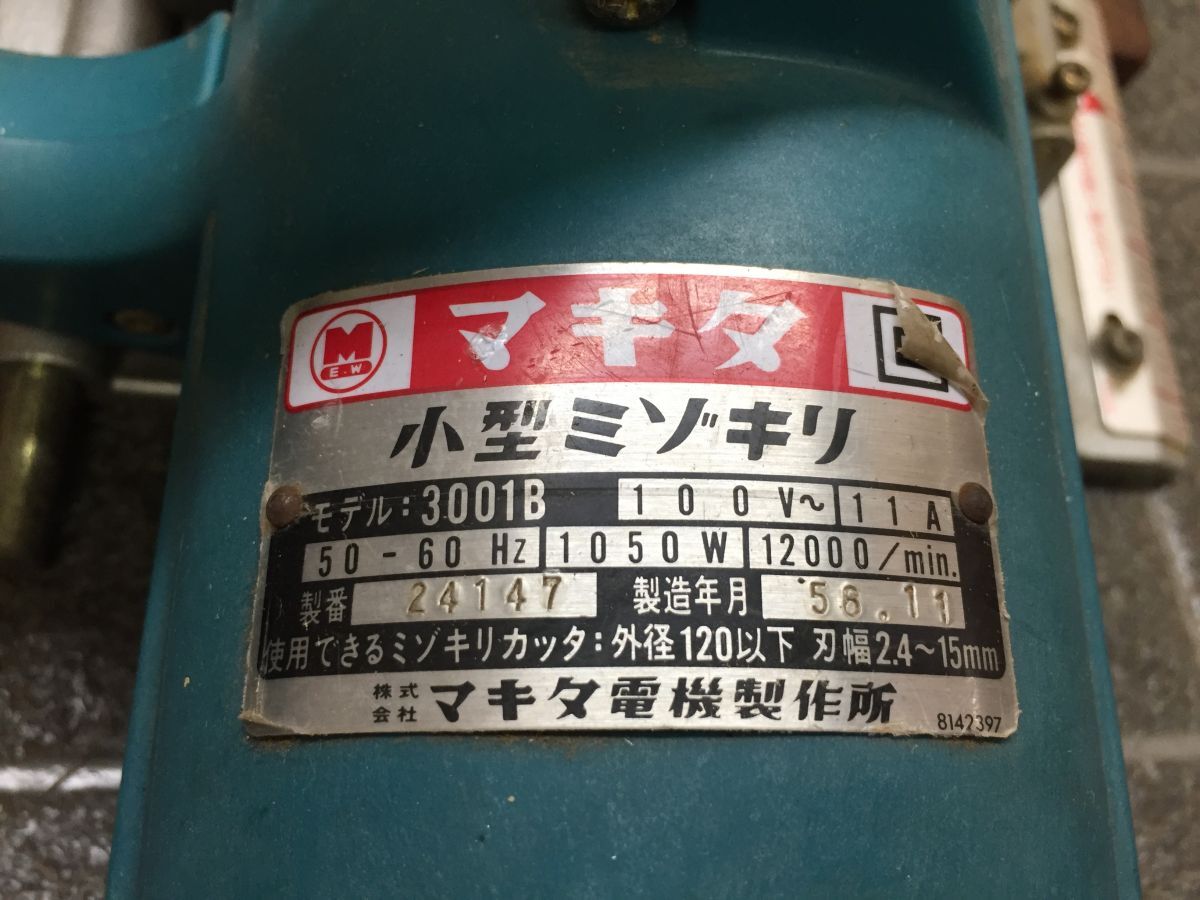 M
E.W
マキタ
小型ミゾキリ
モデル:3001B 100V~ 11A
50-60Hz 1050W 12000/min.
製番 24147 製造年月 58.11
使用できるミゾキリカッタ:外径120以下 刃幅2.4~15mm
株式会社 マキタ電機製作所
8142397